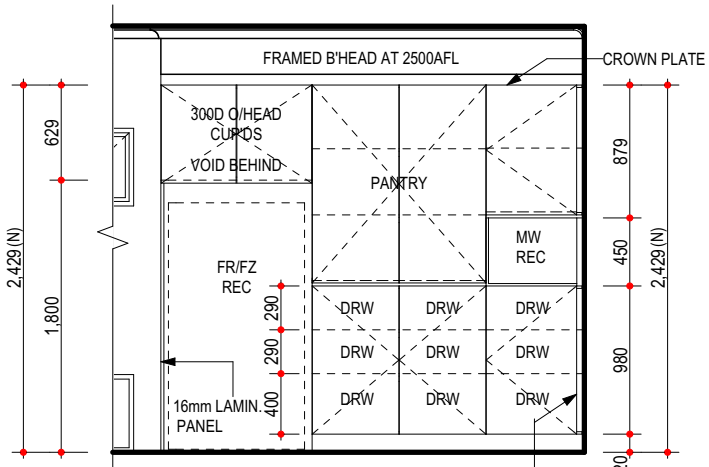 FRAMED B'HEAD AT 2500AFL
CROWN PLATE
300D O/HEAD
CUP'DS
VOID BEHIND
PANTRY
MW
REC
FR/FZ
REC
DRW DRW DRW
DRW DRW DRW
DRW DRW DRW
16mm LAMIN.
PANEL
2,429 (N)
629
1,800
290
290
400
879
450
980
2,429 (N)